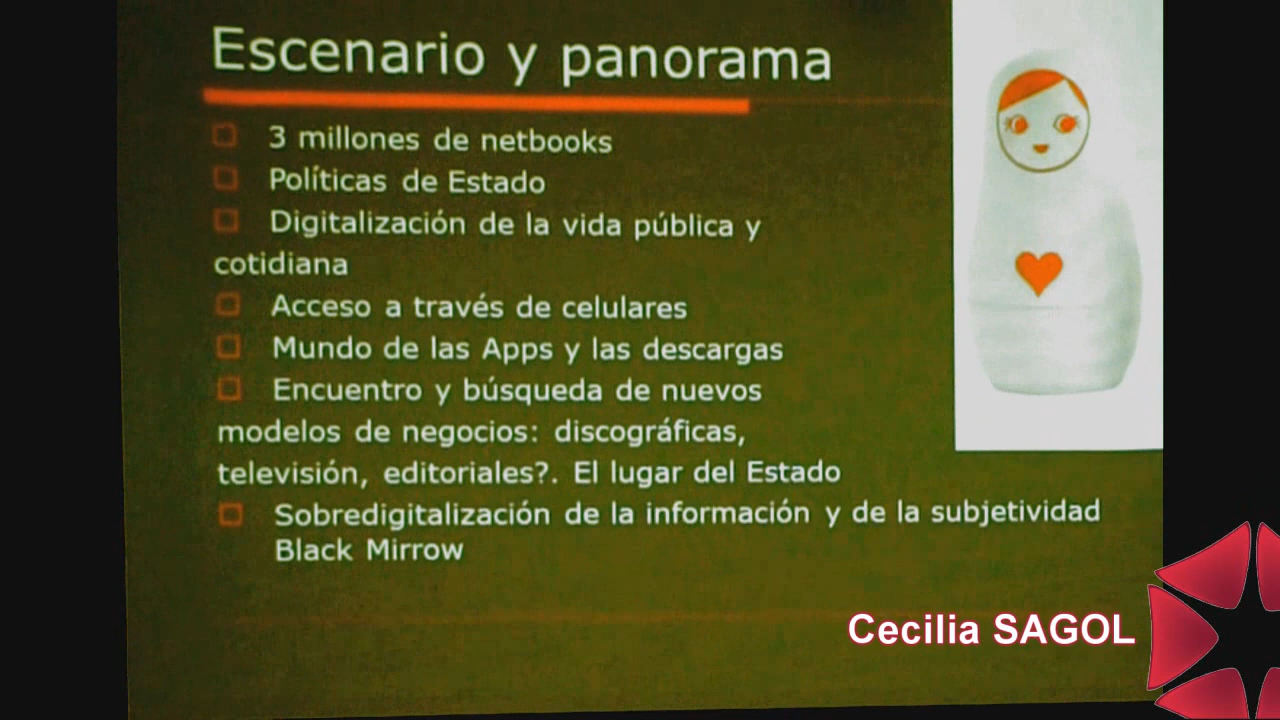 Escenario y panorama
3 millones de netbooks
Políticas de Estado
Digitalización de la vida pública y
cotidiana
Acceso a través de celulares
Mundo de las Apps y las descargas
Encuentro y búsqueda de nuevos
modelos de negocios: discográficas,
televisión, editoriales?. El lugar del Estado
Sobredigitalización de la información y de la subjetividad
Black Mirrow
Cecilia SAGOL